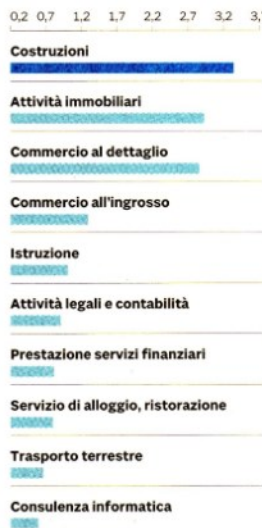 0,2 0,7 1,2 1,7 2,2 2,7 3,2 3,
Costruzioni
Attività immobiliari
Commercio al dettaglio
Commercio all'ingrosso
Istruzione
Attività legali e contabilità
Prestazione servizi finanziari
Servizio di alloggio, ristorazione
Trasporto terrestre
Consulenza informatica